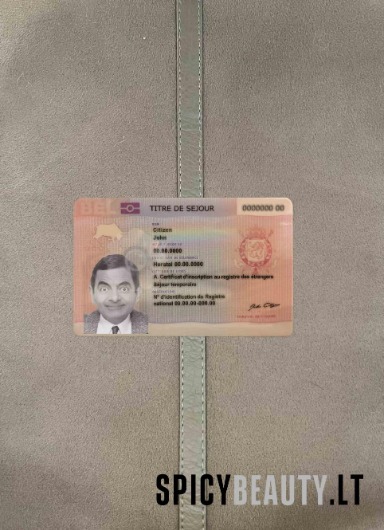 BEL TITRE DE SEJOUR 0000000 00
Citizen
John
00.00.0000
Herstal 00.00.0000
A. Certificat d'inscription au registre des étrangers
Séjour temporaire
N° d'identification du Registre
national 00.00.00-000.00
SPICYBEAUTY.LT